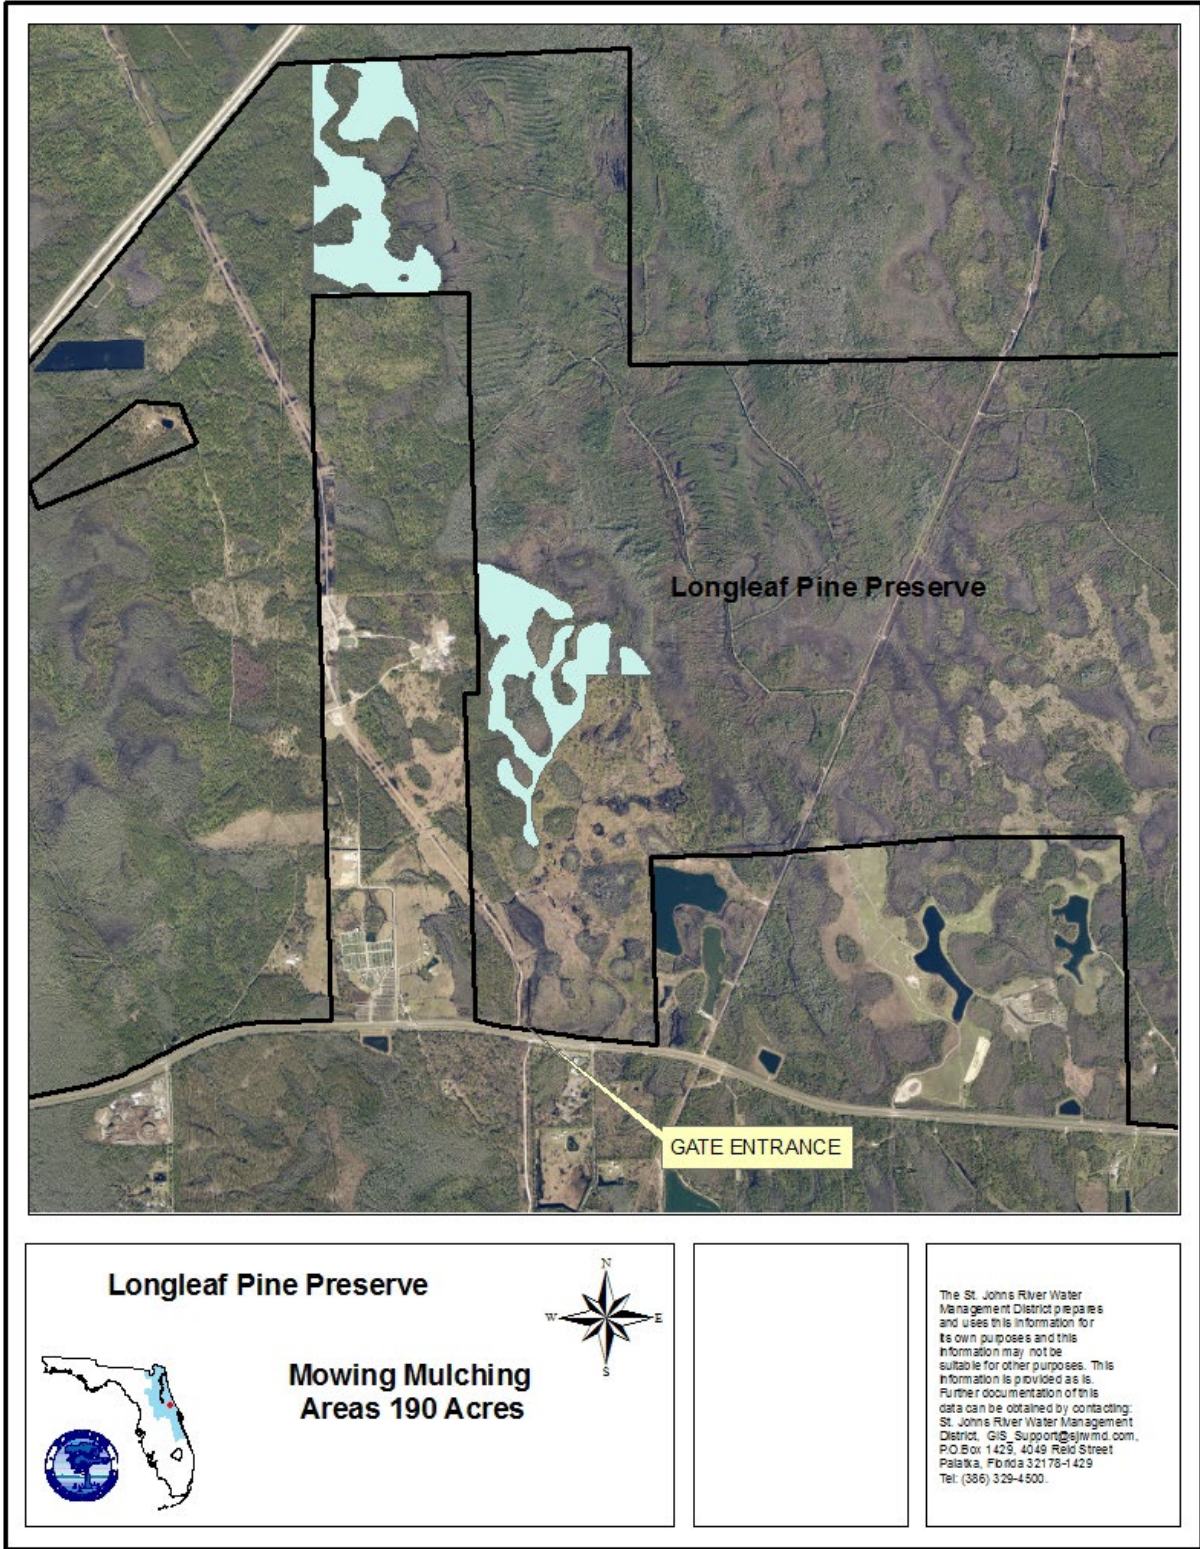 Longleaf Pine Preserve
GATE ENTRANCE
Longleaf Pine Preserve
Mowing Mulching
Areas 190 Acres
N
W E
S
The St. Johns River Water
Management District prepares
and uses this information for
its own purposes and this
information may not be
suitable for other purposes. This
information is provided as is.
Further documentation of this
data can be obtained by contacting:
St. Johns River Water Management
District, GIS_Support@sjrwmd.com,
P.O.Box 1429, 4049 Reid Street
Palatka, Florida 32178-1429
Tel: (386) 329-4500.